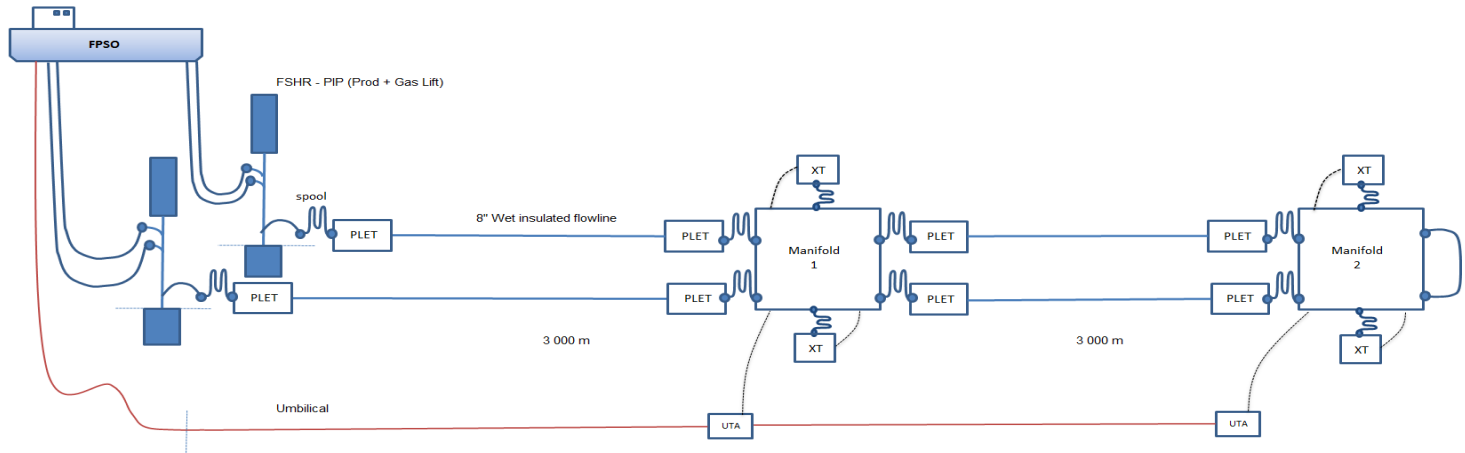 FPSO
FSHR - PIP (Prod + Gas Lift)
spool
8" Wet insulated flowline
XT
XT
PLET
PLET
PLET
PLET
Manifold
1
Manifold
2
PLET
PLET
PLET
PLET
3 000 m
3 000 m
XT
XT
Umbilical
UTA
UTA